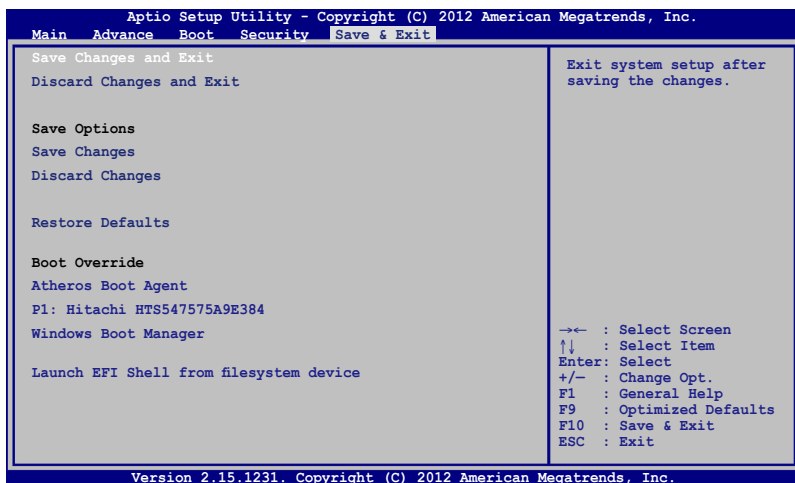 Aptio Setup Utility - Copyright (C) 2012 American Megatrends, Inc.
Main Advance Boot Security Save & Exit
Save Changes and Exit
Discard Changes and Exit
Save Options
Save Changes
Discard Changes
Restore Defaults
Boot Override
Atheros Boot Agent
P1: Hitachi HTS547575A9E384
Windows Boot Manager
Launch EFI Shell from filesystem device
Exit system setup after
saving the changes.
→← : Select Screen
↑↓ : Select Item
Enter: Select
+/— : Change Opt.
F1 : General Help
F9 : Optimized Defaults
F10 : Save & Exit
ESC : Exit
Version 2.15.1231. Copyright (C) 2012 American Megatrends, Inc.